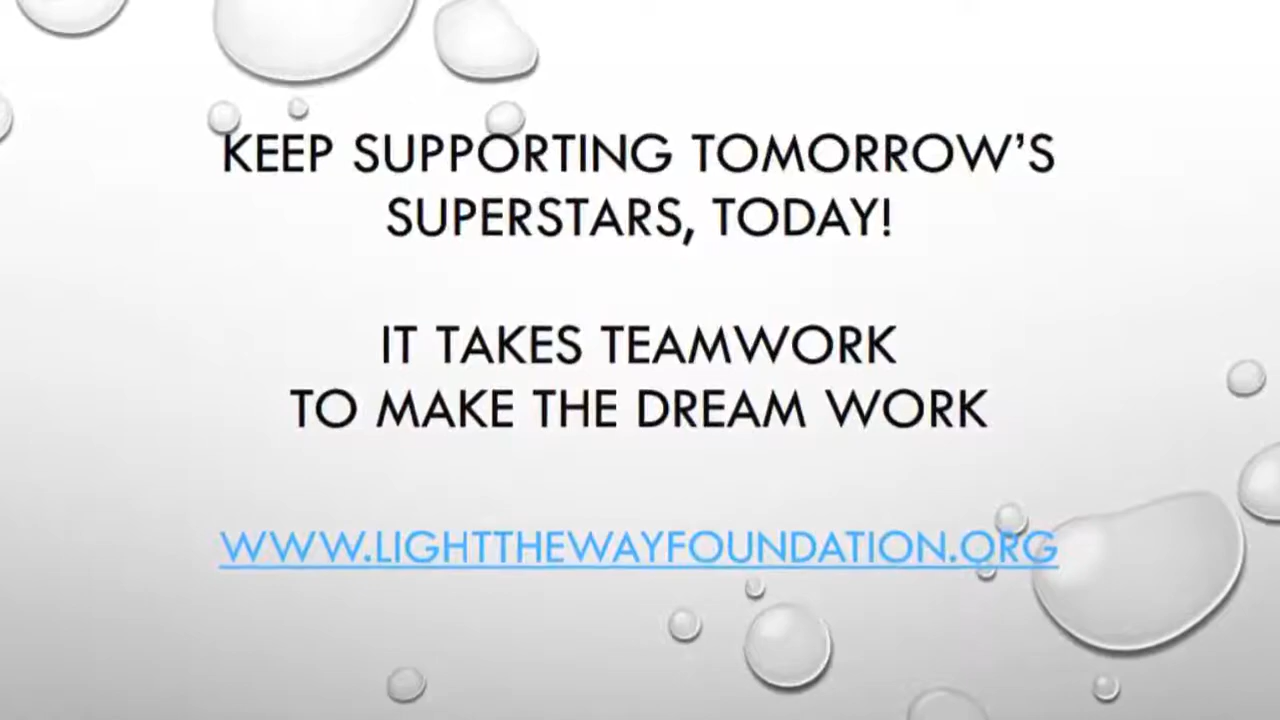 KEEP SUPPORTING TOMORROW’S
SUPERSTARS, TODAY!
IT TAKES TEAMWORK
TO MAKE THE DREAM WORK
WWW.LIGHTTHEWAYFOUNDATION.ORG